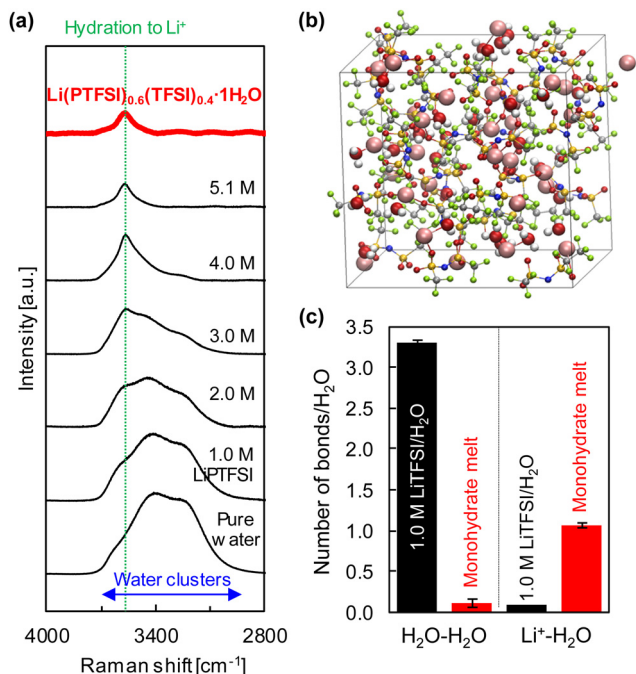 (a)
Hydration to Li⁺
Li(PTFSI)₀.₆(TFSI)₀.₄·1H₂O
5.1 M
4.0 M
3.0 M
2.0 M
1.0 M
LiPTFSI
Pure
water
Water clusters
Intensity [a.u.]
4000 3400 2800
Raman shift [cm⁻¹]
(b)
(c)
Number of bonds/H₂O
3.5
3.0
2.5
2.0
1.5
1.0
0.5
0.0
1.0 M LiTFSI/H₂O
Monohydrate melt
1.0 M LiTFSI/H₂O
Monohydrate melt
H₂O-H₂O Li⁺-H₂O